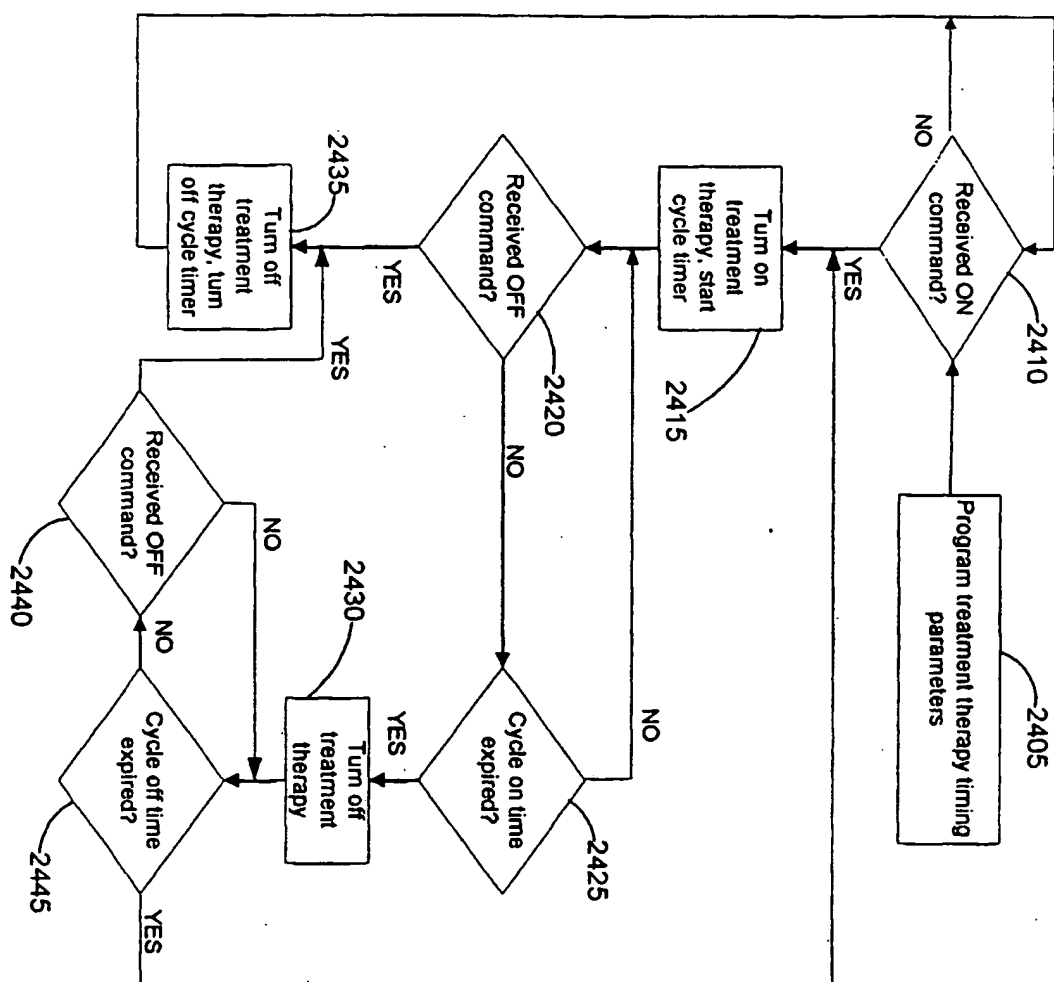 Program treatment therapy timing
parameters
2405
Received ON
command?
2410
NO
YES
Turn on
treatment
therapy, start
cycle timer
2415
Received OFF
command?
2420
NO
YES
Cycle on time
expired?
2425
NO
YES
Turn off
treatment
therapy
2430
Turn off
treatment
therapy, turn
off cycle timer
2435
Received OFF
command?
2440
NO
YES
Cycle off time
expired?
2445
NO
YES